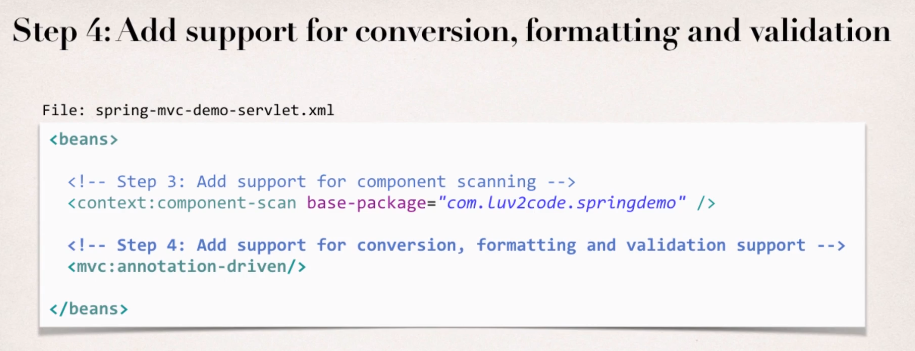 Step 4: Add support for conversion, formatting and validation
File: spring-mvc-demo-servlet.xml
<beans>
<!-- Step 3: Add support for component scanning -->
<context:component-scan base-package="com.luv2code.springdemo" />
<!-- Step 4: Add support for conversion, formatting and validation support -->
<mvc:annotation-driven/>
</beans>